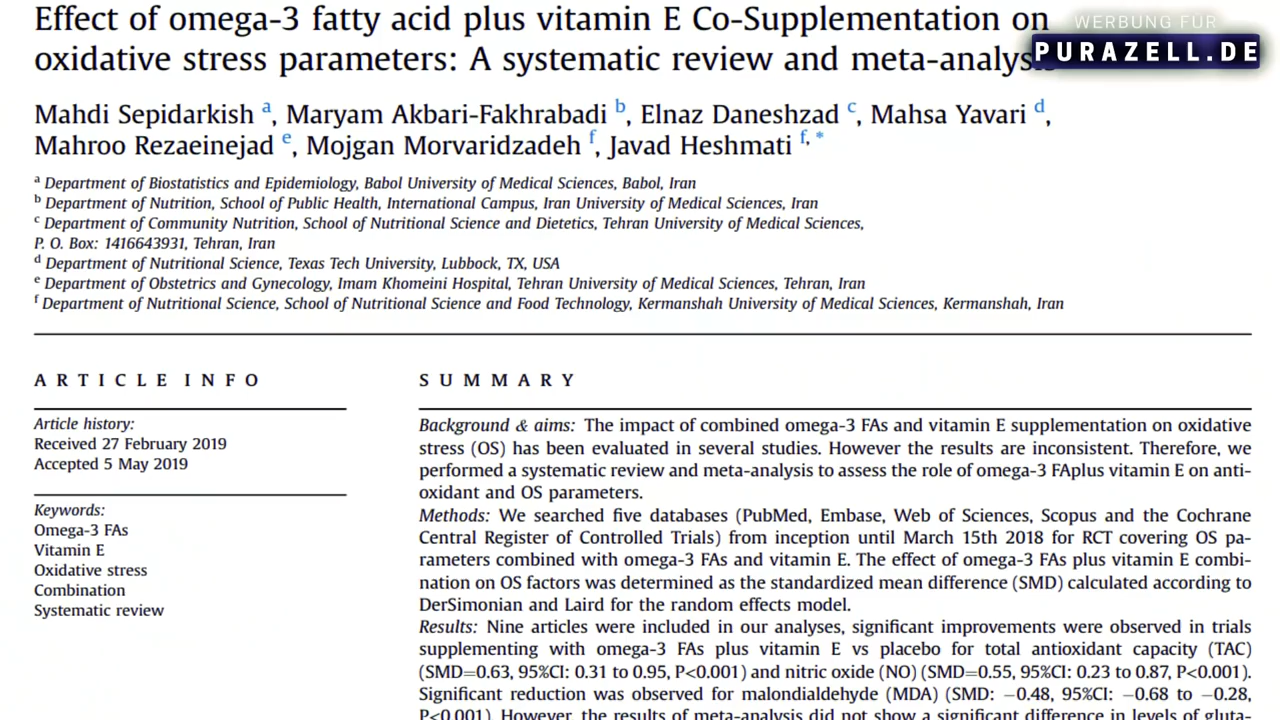 Effect of omega-3 fatty acid plus vitamin E Co-Supplementation on
oxidative stress parameters: A systematic review and meta-analysis
WERBUNG FÜR
PURAZELL.DE
Mahdi Sepidarkish a, Maryam Akbari-Fakhrabadi b, Elnaz Daneshzad c, Mahsa Yavari d,
Mahroo Rezaeinejad e, Mojgan Morvaridzadeh f, Javad Heshmati f, *
a Department of Biostatistics and Epidemiology, Babol University of Medical Sciences, Babol, Iran
b Department of Nutrition, School of Public Health, International Campus, Iran University of Medical Sciences, Iran
c Department of Community Nutrition, School of Nutritional Science and Dietetics, Tehran University of Medical Sciences,
P. O. Box: 1416643931, Tehran, Iran
d Department of Nutritional Science, Texas Tech University, Lubbock, TX, USA
e Department of Obstetrics and Gynecology, Imam Khomeini Hospital, Tehran University of Medical Sciences, Tehran, Iran
f Department of Nutritional Science, School of Nutritional Science and Food Technology, Kermanshah University of Medical Sciences, Kermanshah, Iran
ARTICLE INFO
Article history:
Received 27 February 2019
Accepted 5 May 2019
Keywords:
Omega-3 FAs
Vitamin E
Oxidative stress
Combination
Systematic review
SUMMARY
Background & aims: The impact of combined omega-3 FAs and vitamin E supplementation on oxidative
stress (OS) has been evaluated in several studies. However the results are inconsistent. Therefore, we
performed a systematic review and meta-analysis to assess the role of omega-3 FAplus vitamin E on anti-
oxidant and OS parameters.
Methods: We searched five databases (PubMed, Embase, Web of Sciences, Scopus and the Cochrane
Central Register of Controlled Trials) from inception until March 15th 2018 for RCT covering OS pa-
rameters combined with omega-3 FAs and vitamin E. The effect of omega-3 FAs plus vitamin E combi-
nation on OS factors was determined as the standardized mean difference (SMD) calculated according to
DerSimonian and Laird for the random effects model.
Results: Nine articles were included in our analyses, significant improvements were observed in trials
supplementing with omega-3 FAs plus vitamin E vs placebo for total antioxidant capacity (TAC)
(SMD=0.63, 95%CI: 0.31 to 0.95, P<0.001) and nitric oxide (NO) (SMD=0.55, 95%CI: 0.23 to 0.87, P<0.001).
Significant reduction was observed for malondialdehyde (MDA) (SMD: −0.48, 95%CI: −0.68 to −0.28,
P<0.001). However, the results of meta-analysis did not show a significant difference in levels of gluta-